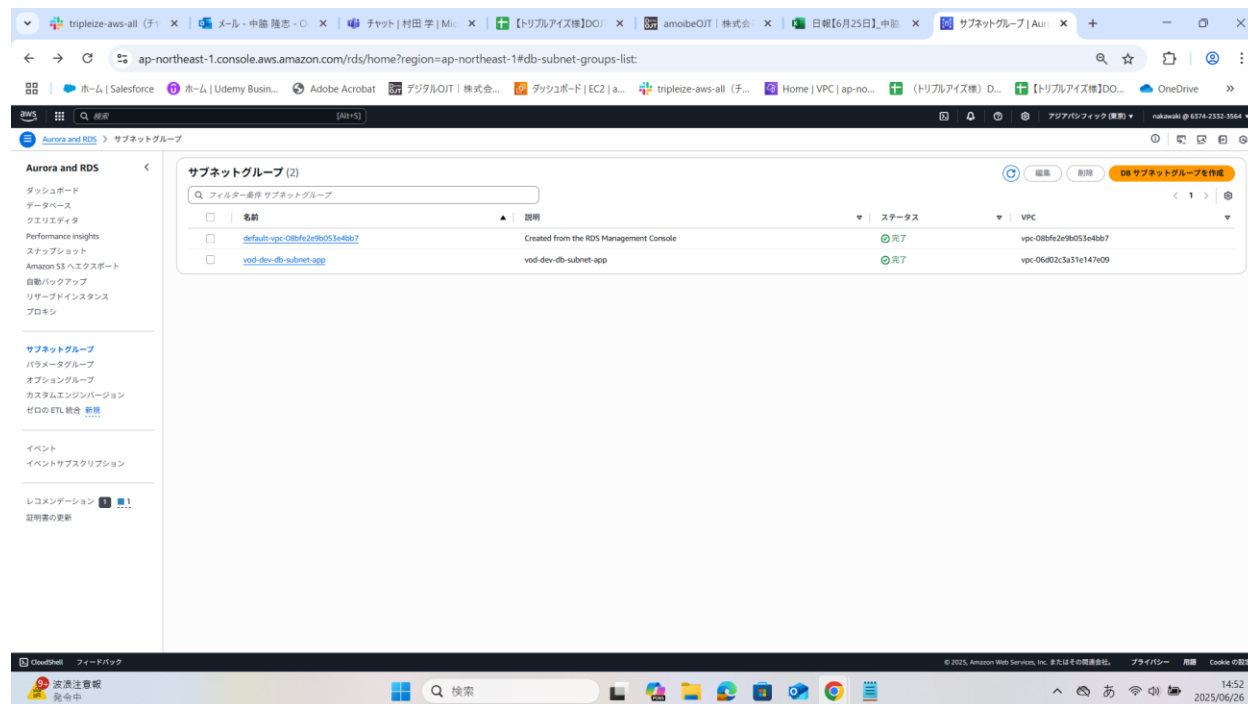 tripleize-aws-all (チ
メール - 中脇 隆志 - O
チャット | 村田 学 | Mic
【トリプルアイズ様】DOJ
amoibeOJT | 株式会
日報【6月25日】_中脇
サブネットグループ | Aur
ap-northeast-1.console.aws.amazon.com/rds/home?region=ap-northeast-1#db-subnet-groups-list:
ホーム | Salesforce
ホーム | Udemy Busin...
Adobe Acrobat
デジタルOJT | 株式会...
ダッシュボード | EC2 | a...
tripleize-aws-all (チ...
Home | VPC | ap-no...
(トリプルアイズ様) D...
【トリプルアイズ様】DO...
OneDrive
aws
検索
[Alt+S]
アジアパシフィック (東京)
nakawaki @ 6374-2332-3564
Aurora and RDS > サブネットグループ
Aurora and RDS
ダッシュボード
データベース
クエリエディタ
Performance insights
スナップショット
Amazon S3 へエクスポート
自動バックアップ
リザーブドインスタンス
プロキシ
サブネットグループ
パラメータグループ
オプショングループ
カスタムエンジンバージョン
ゼロの ETL 統合 新規
イベント
イベントサブスクリプション
レコメンデーション 1 1
証明書の更新
サブネットグループ (2)
編集
削除
DB サブネットグループを作成
フィルター条件 サブネットグループ
1
名前 説明 ステータス VPC
default-vpc-08bfe2e9b053e4bb7 Created from the RDS Management Console 完了 vpc-08bfe2e9b053e4bb7
vod-dev-db-subnet-app vod-dev-db-subnet-app 完了 vpc-06d02c3a31e147e09
CloudShell フィードバック
© 2025, Amazon Web Services, Inc. またはその関連会社。 プライバシー 用語 Cookie の設
9+
波浪注意報
発令中
検索
あ
14:52
2025/06/26